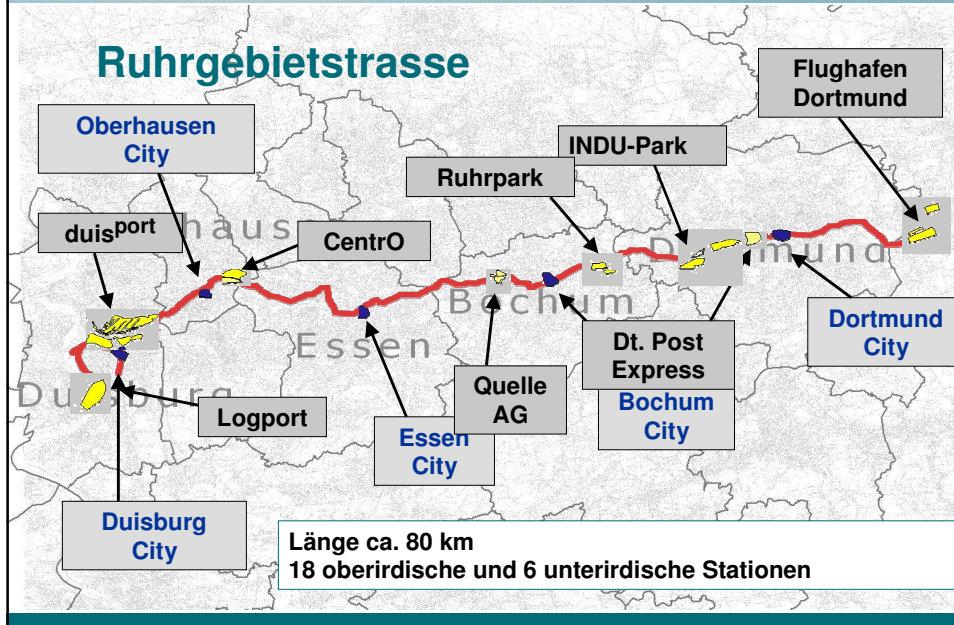 Ruhrgebietstrasse
Flughafen
Dortmund
Oberhausen
City
INDU-Park
Ruhrpark
duisport
hause
CentrO
Dortmund
Bochum
Essen
Duisburg
Dortmund
City
Dt. Post
Express
Quelle
AG
Bochum
City
Logport
Essen
City
Duisburg
City
Länge ca. 80 km
18 oberirdische und 6 unterirdische Stationen